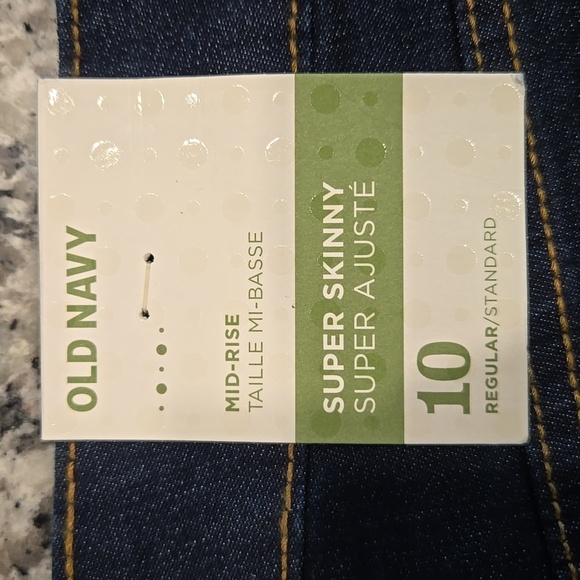 OLD NAVY
MID-RISE
TAILLE MI-BASSE
SUPER SKINNY
SUPER AJUSTÉ
10
REGULAR/STANDARD